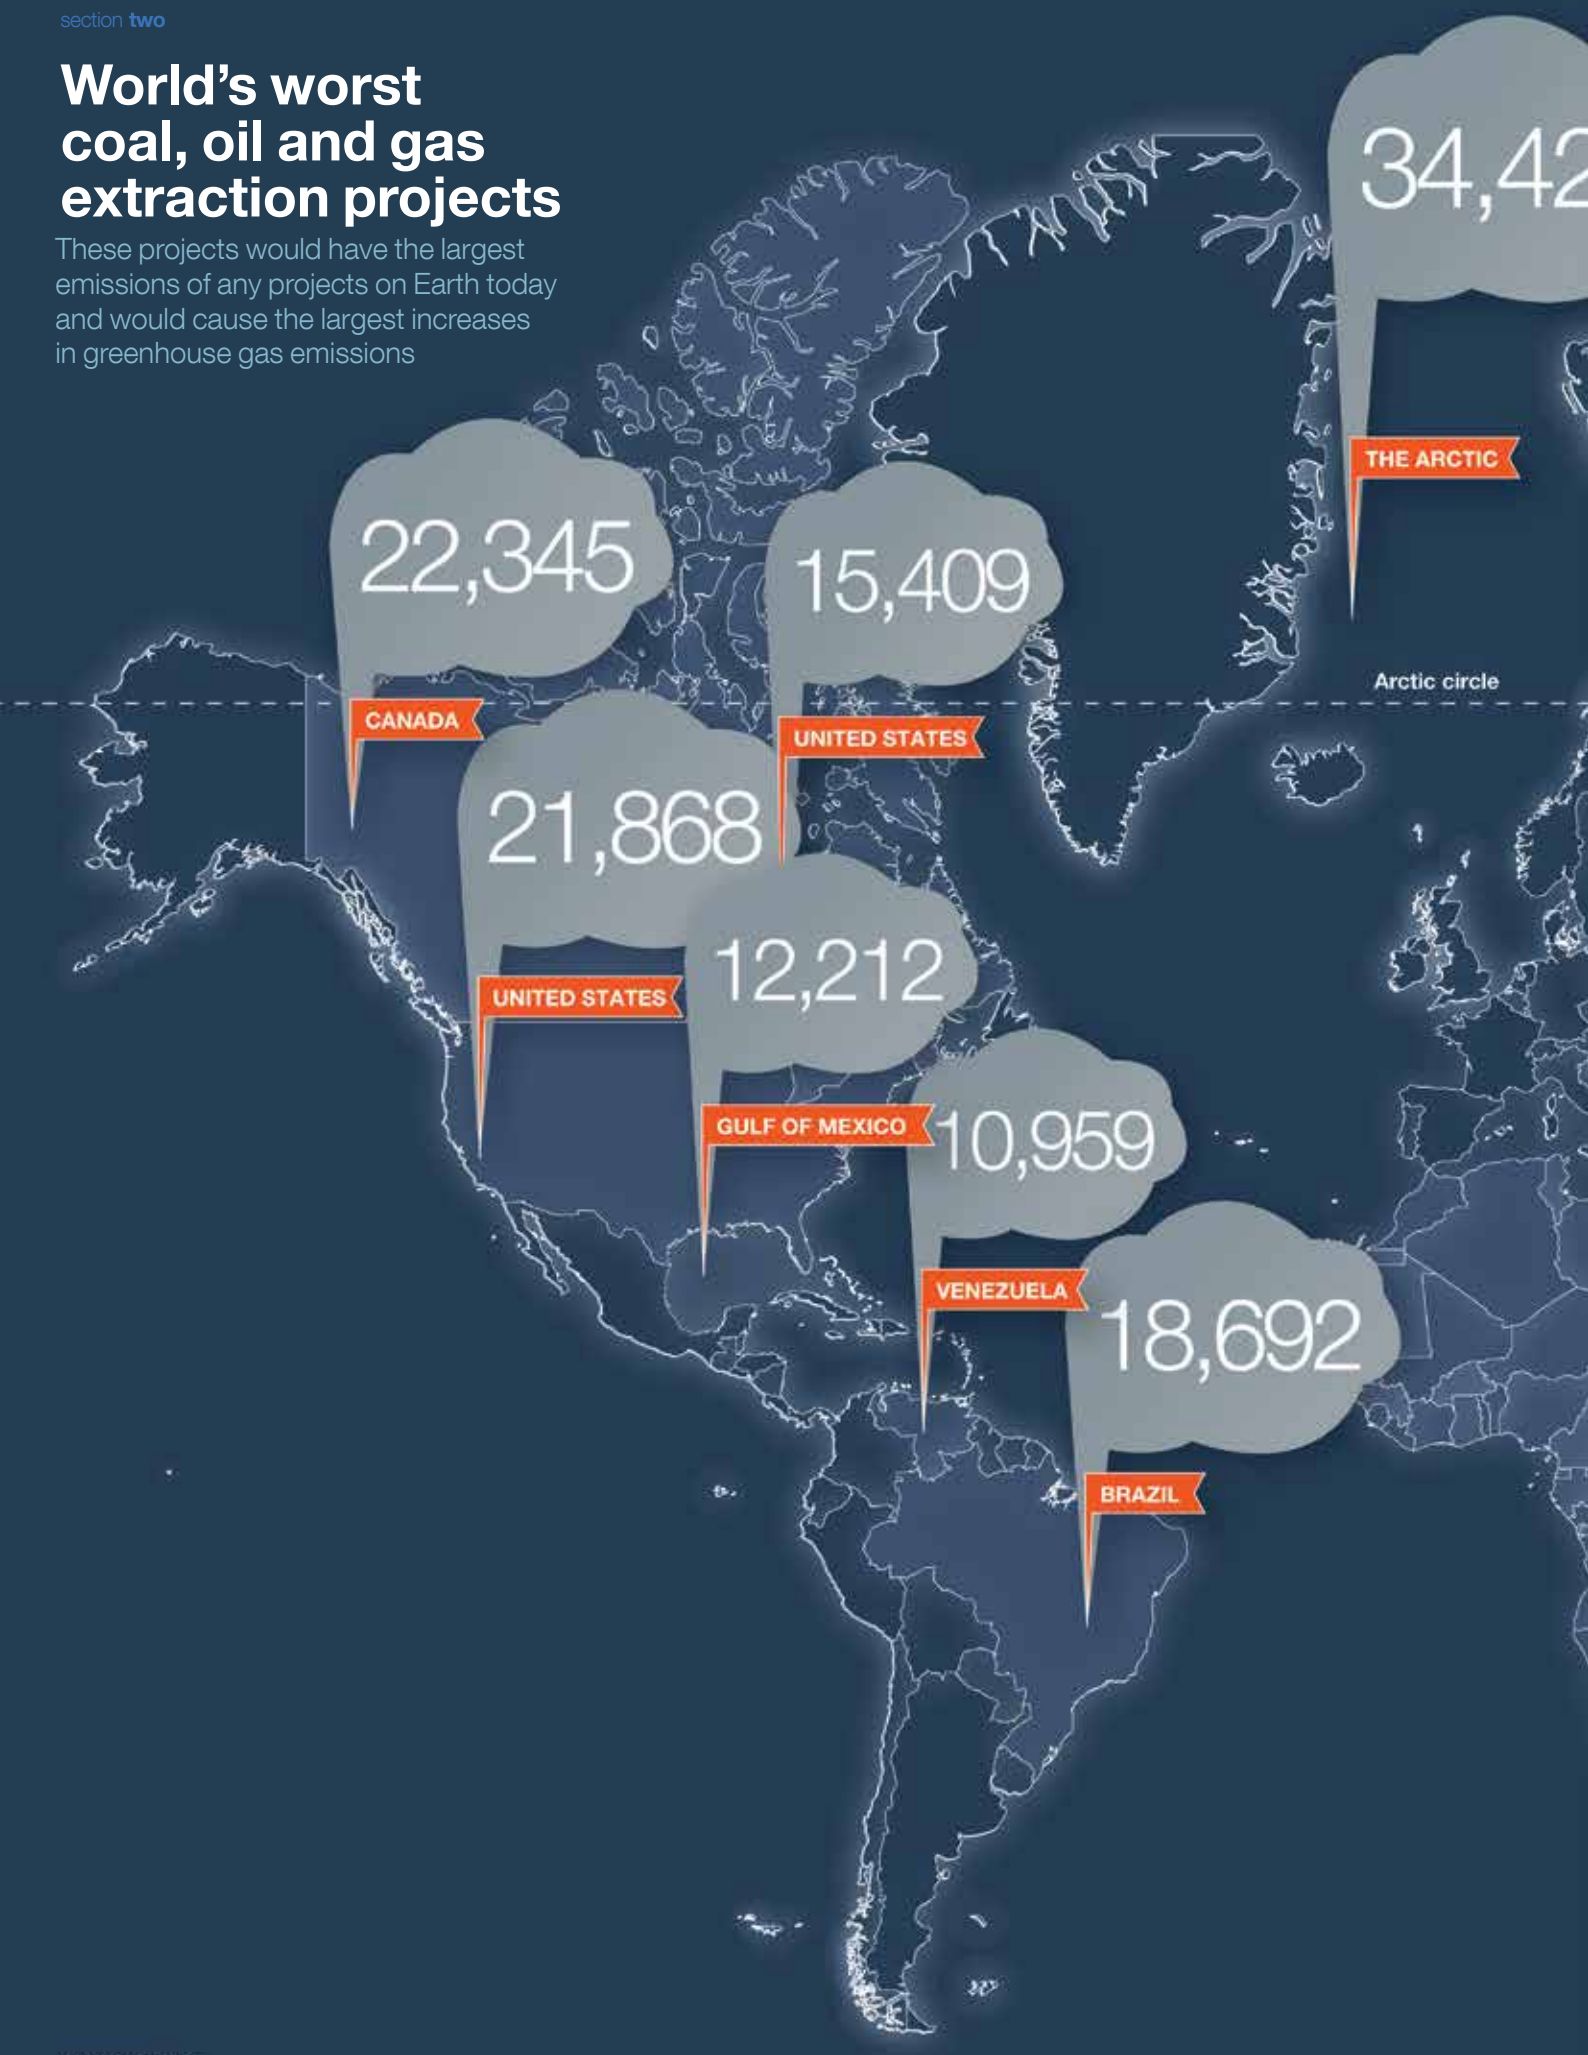 section two
World's worst
coal, oil and gas
extraction projects
These projects would have the largest
emissions of any projects on Earth today
and would cause the largest increases
in greenhouse gas emissions
34,42
THE ARCTIC
22,345
15,409
Arctic circle
CANADA
UNITED STATES
21,868
12,212
UNITED STATES
10,959
GULF OF MEXICO
VENEZUELA
18,692
BRAZIL